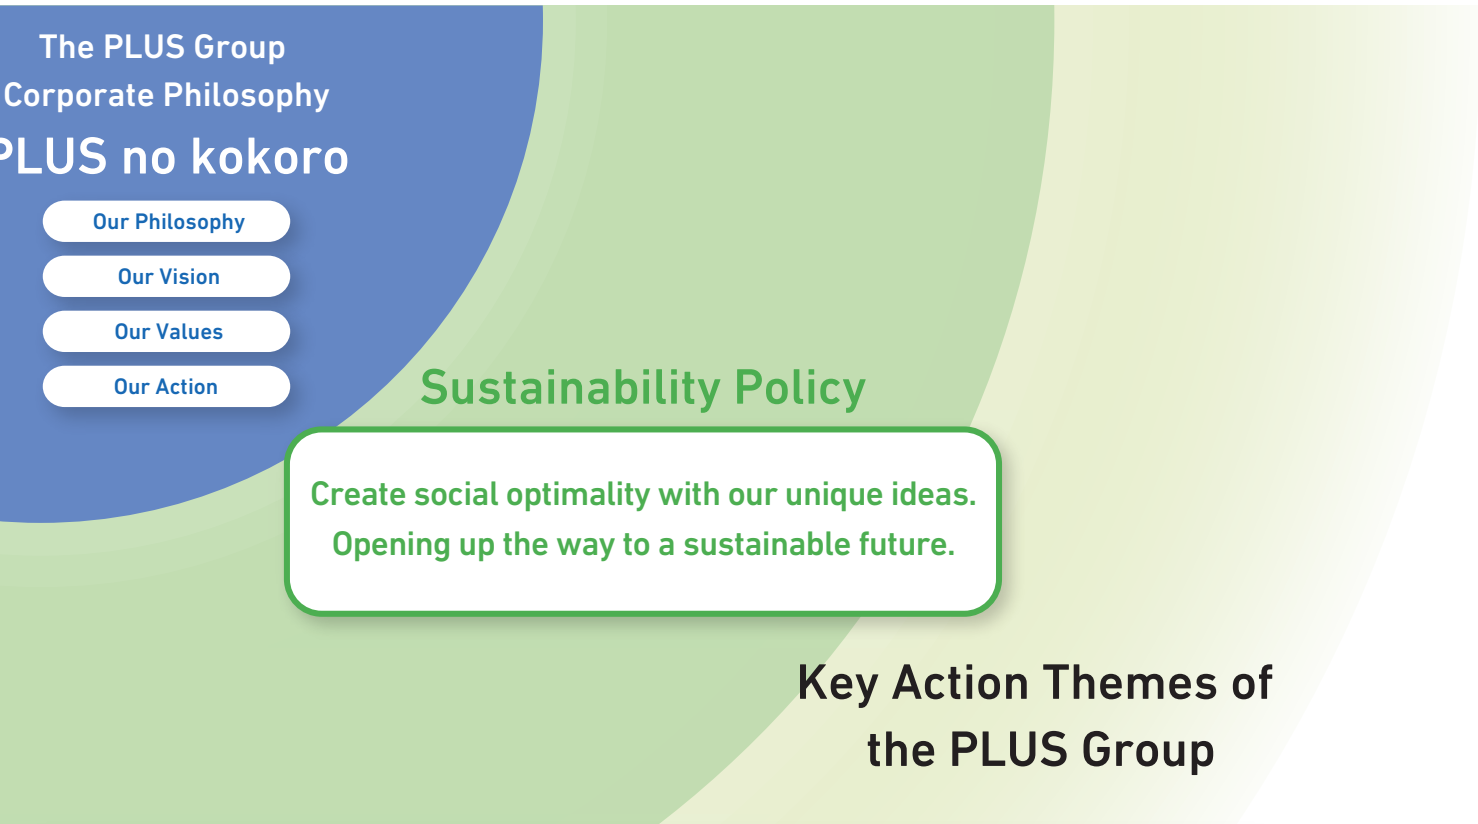 The PLUS Group
Corporate Philosophy
PLUS no kokoro
Our Philosophy
Our Vision
Our Values
Our Action
Sustainability Policy
Create social optimality with our unique ideas.
Opening up the way to a sustainable future.
Key Action Themes of
the PLUS Group